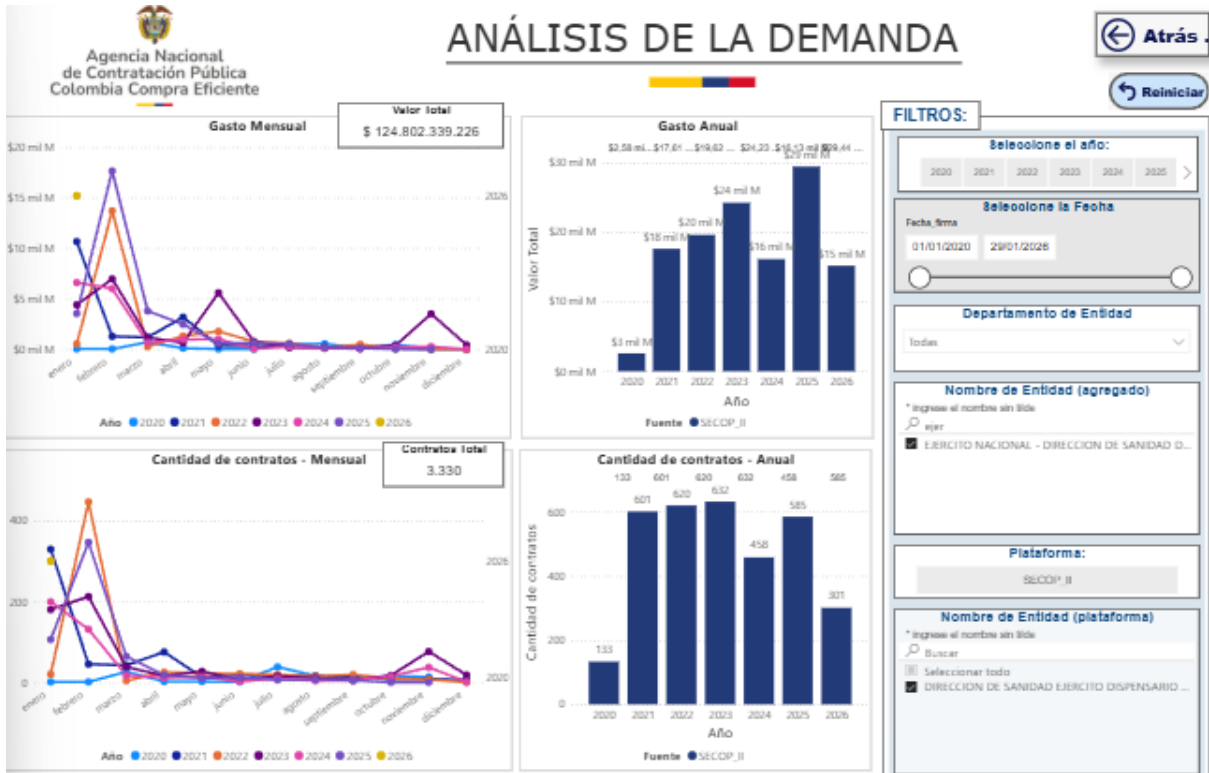 Agencia Nacional
de Contratación Pública
Colombia Compra Eficiente
ANÁLISIS DE LA DEMANDA
Atrás .
Reiniciar
Gasto Mensual
Valor Total
$ 124.802.339.226
$20 mil M
$15 mil M
$10 mil M
$5 mil M
$0 mil M
2026
2020
enero febrero marzo abril mayo junio julio agosto septiembre octubre noviembre diciembre
Año 2020 2021 2022 2023 2024 2025 2026
Gasto Anual
$2,58 mi... $17,61 ... $19,62 ... $24,23 ...
$30 mil M
$20 mil M
$10 mil M
$0 mil M
Valor Total
$3 mil M
$18 mil M
$20 mil M
$24 mil M
$16 mil M
$29 mil M
$15 mil M
2020 2021 2022 2023 2024 2025 2026
Año
Fuente SECOP_II
Cantidad de contratos - Mensual
Contratos Total
3.330
400
200
0
2026
2020
enero febrero marzo abril mayo junio julio agosto septiembre octubre noviembre diciembre
Año 2020 2021 2022 2023 2024 2025 2026
Cantidad de contratos - Anual
133 601 620 632 458 585
600
400
200
0
Cantidad de contratos
133
601
620
632
458
585
301
2020 2021 2022 2023 2024 2025 2026
Año
Fuente SECOP_II
FILTROS:
Seleccione el año:
2020 2021 2022 2023 2024 2025
Seleccione la Fecha
Fecha_firma
01/01/2020 29/01/2026
Departamento de Entidad
Todas
Nombre de Entidad (agregado)
* Ingrese el nombre sin tilde
ejer
EJERCITO NACIONAL - DIRECCION DE SANIDAD D...
Plataforma:
SECOP_II
Nombre de Entidad (plataforma)
* Ingrese el nombre sin tilde
Buscar
Seleccionar todo
DIRECCION DE SANIDAD EJERCITO DISPENSARIO ...